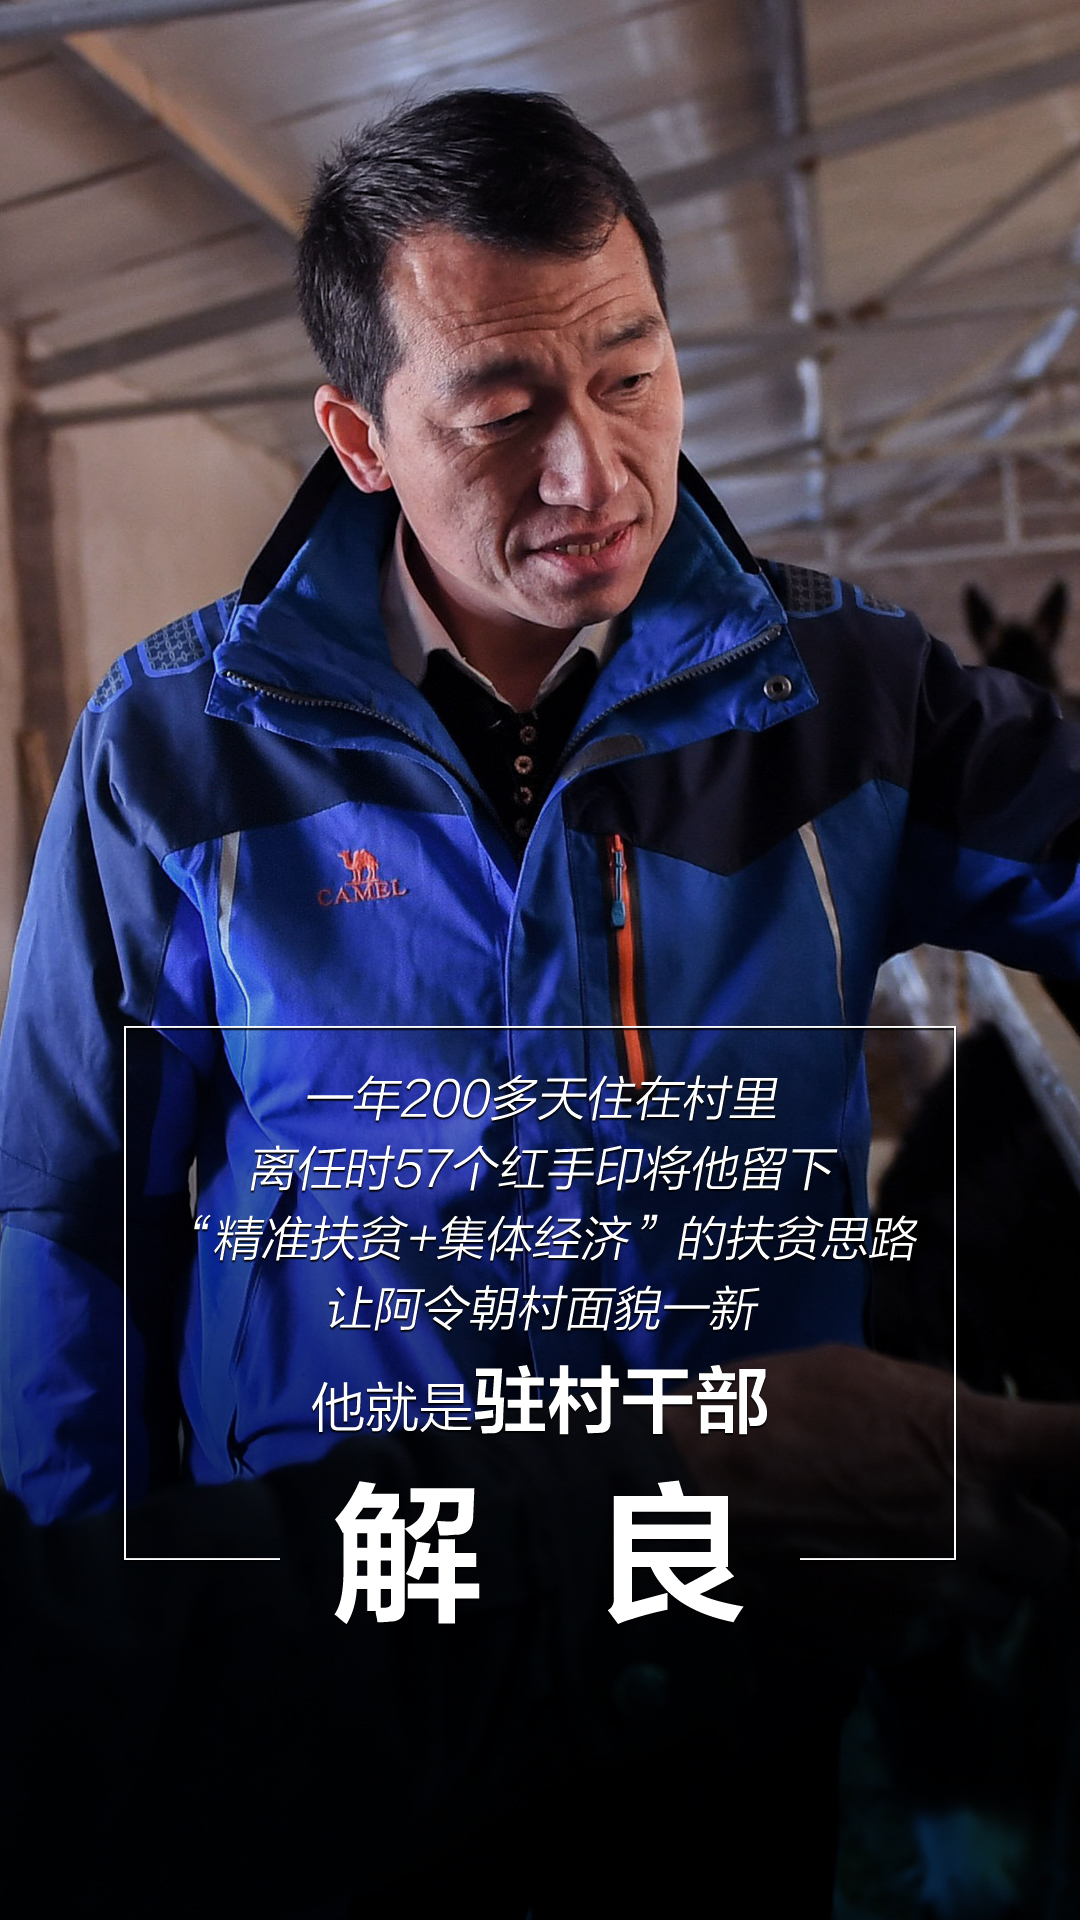 CAMEL
一年200多天住在村里
离任时57个红手印将他留下
“精准扶贫+集体经济”的扶贫思路
让阿令朝村面貌一新
他就是驻村干部
解 良